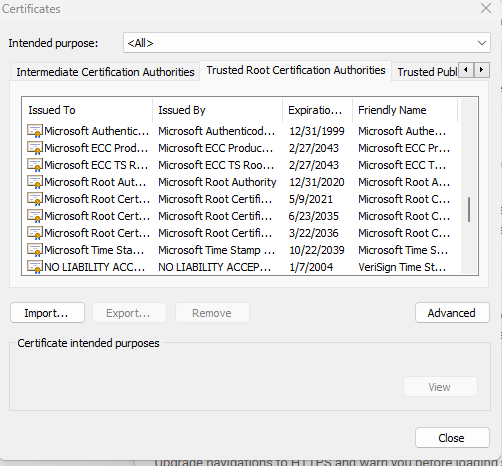 Certificates
Intended purpose: <All>
Intermediate Certification Authorities Trusted Root Certification Authorities Trusted Publ
Issued To Issued By Expiratio... Friendly Name
Microsoft Authentic... Microsoft Authenticod... 12/31/1999 Microsoft Authe...
Microsoft ECC Prod... Microsoft ECC Produc... 2/27/2043 Microsoft ECC Pr...
Microsoft ECC TS R... Microsoft ECC TS Roo... 2/27/2043 Microsoft ECC T...
Microsoft Root Aut... Microsoft Root Authority 12/31/2020 Microsoft Root A...
Microsoft Root Cert... Microsoft Root Certifi... 5/9/2021 Microsoft Root C...
Microsoft Root Cert... Microsoft Root Certifi... 6/23/2035 Microsoft Root C...
Microsoft Root Cert... Microsoft Root Certifi... 3/22/2036 Microsoft Root C...
Microsoft Time Sta... Microsoft Time Stamp ... 10/22/2039 Microsoft Time S...
NO LIABILITY ACC... NO LIABILITY ACCEP... 1/7/2004 VeriSign Time St...
Import... Export... Remove Advanced
Certificate intended purposes
View
Close
Upgrade navigations to HTTPS and warn you before loading